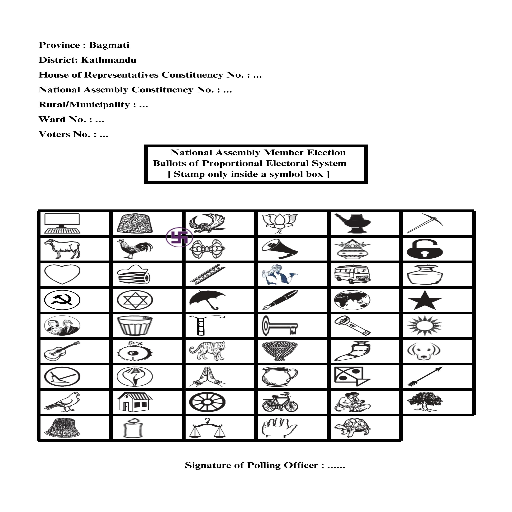 Province : Bagmati
District: Kathmandu
House of Representatives Constituency No. : ...
National Assembly Constituency No. : ...
Rural/Municipality : ...
Ward No. : ...
Voters No. : ...
National Assembly Member Election
Ballots of Proportional Electoral System
[ Stamp only inside a symbol box ]
Signature of Polling Officer : ......